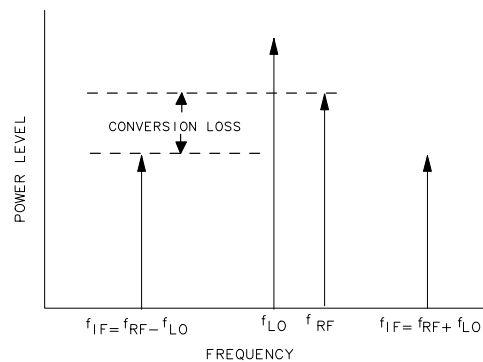 POWER LEVEL
CONVERSION LOSS
fIF= fRF– fLO
fLO
fRF
fIF= fRF+ fLO
FREQUENCY